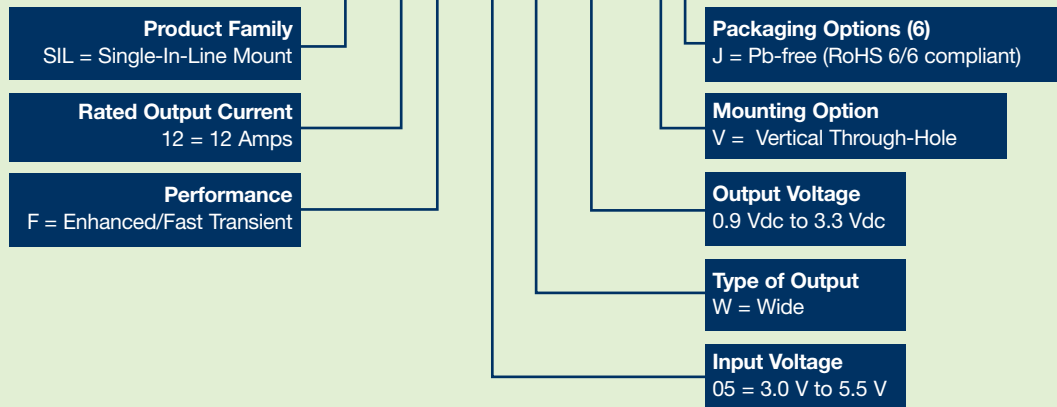 Product Family
SIL = Single-In-Line Mount
Rated Output Current
12 = 12 Amps
Performance
F = Enhanced/Fast Transient
Packaging Options (6)
J = Pb-free (RoHS 6/6 compliant)
Mounting Option
V = Vertical Through-Hole
Output Voltage
0.9 Vdc to 3.3 Vdc
Type of Output
W = Wide
Input Voltage
05 = 3.0 V to 5.5 V